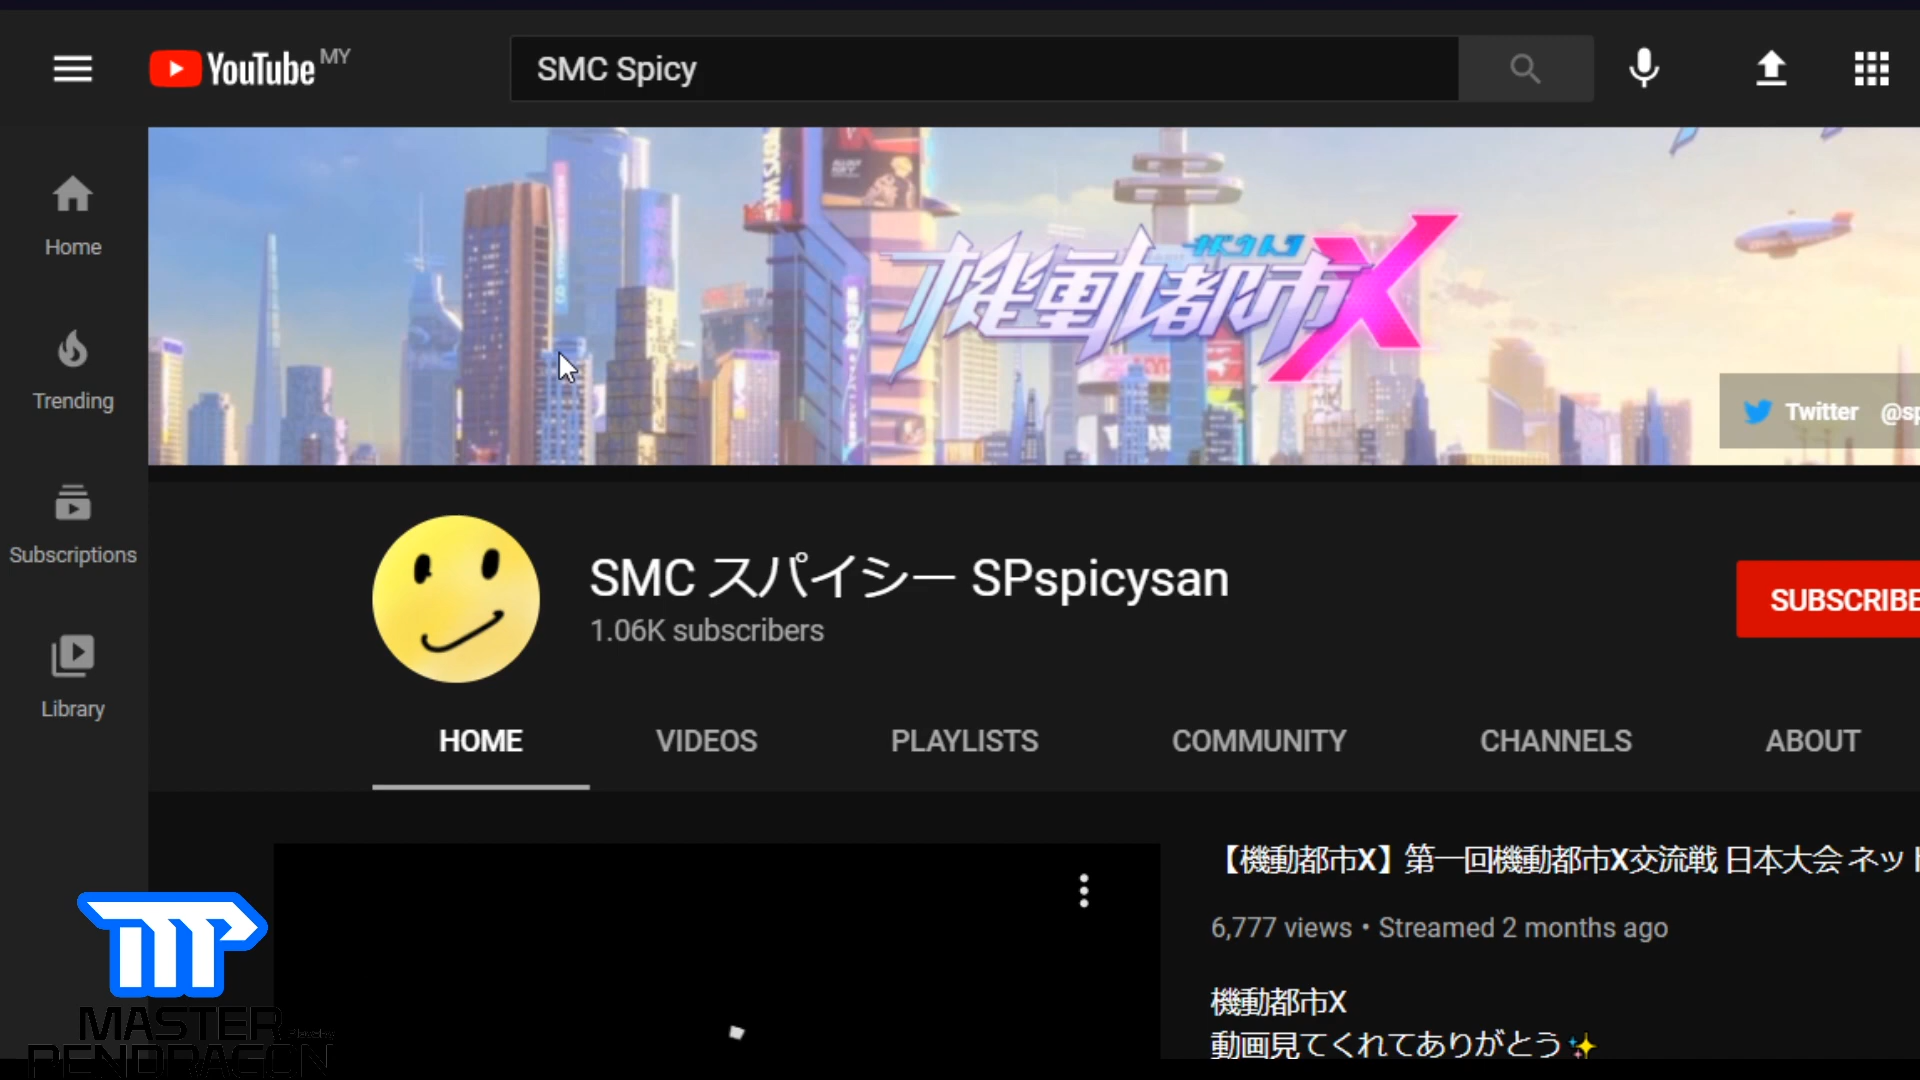 YouTube MY
SMC Spicy
Home
Trending
Subscriptions
Library
機動都市X
Twitter @sp
SMC スパイシー SPspicysan
1.06K subscribers
SUBSCRIBE
HOME VIDEOS PLAYLISTS COMMUNITY CHANNELS ABOUT
【機動都市X】第一回機動都市X交流戦 日本大会 ネット
6,777 views • Streamed 2 months ago
機動都市X
動画見てくれてありがとう✨
MP
MASTER
PENDRAGON